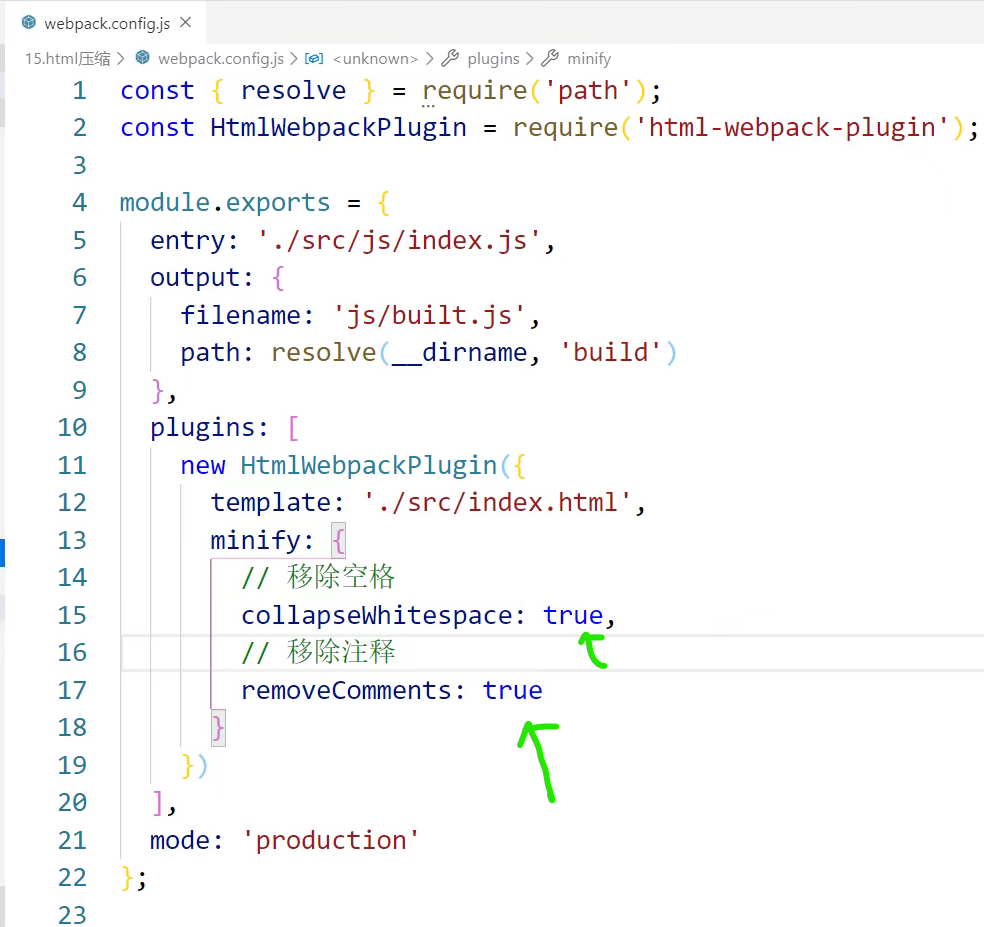 webpack.config.js
15.html压缩 > webpack.config.js > <unknown> > plugins > minify
1 const { resolve } = require('path');
2 const HtmlWebpackPlugin = require('html-webpack-plugin');
3
4 module.exports = {
5   entry: './src/js/index.js',
6   output: {
7     filename: 'js/built.js',
8     path: resolve(__dirname, 'build')
9   },
10   plugins: [
11     new HtmlWebpackPlugin({
12       template: './src/index.html',
13       minify: {
14         // 移除空格
15         collapseWhitespace: true,
16         // 移除注释
17         removeComments: true
18       }
19     })
20   ],
21   mode: 'production'
22 };
23